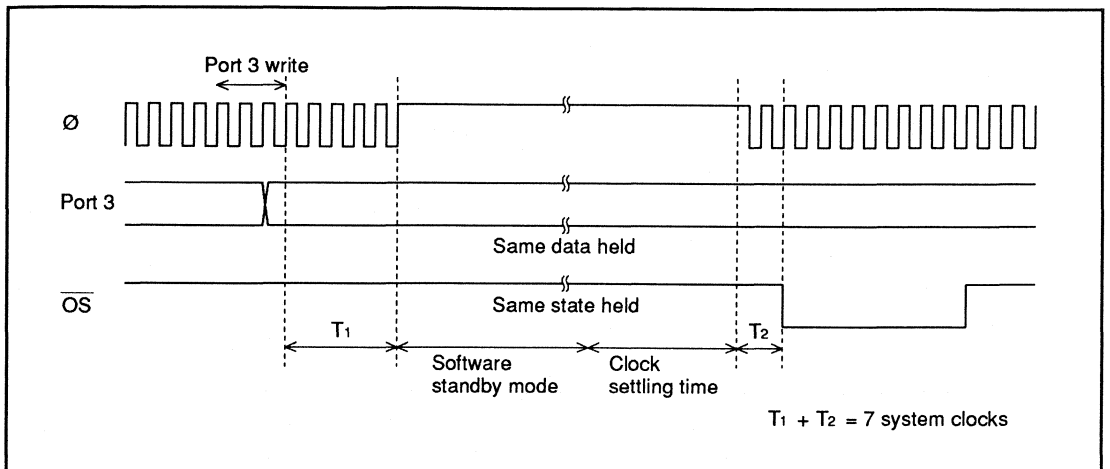 Port 3 write
Ø
Port 3
Same data held
OS
Same state held
T1
T2
Software
standby mode
Clock
settling time
T1 + T2 = 7 system clocks